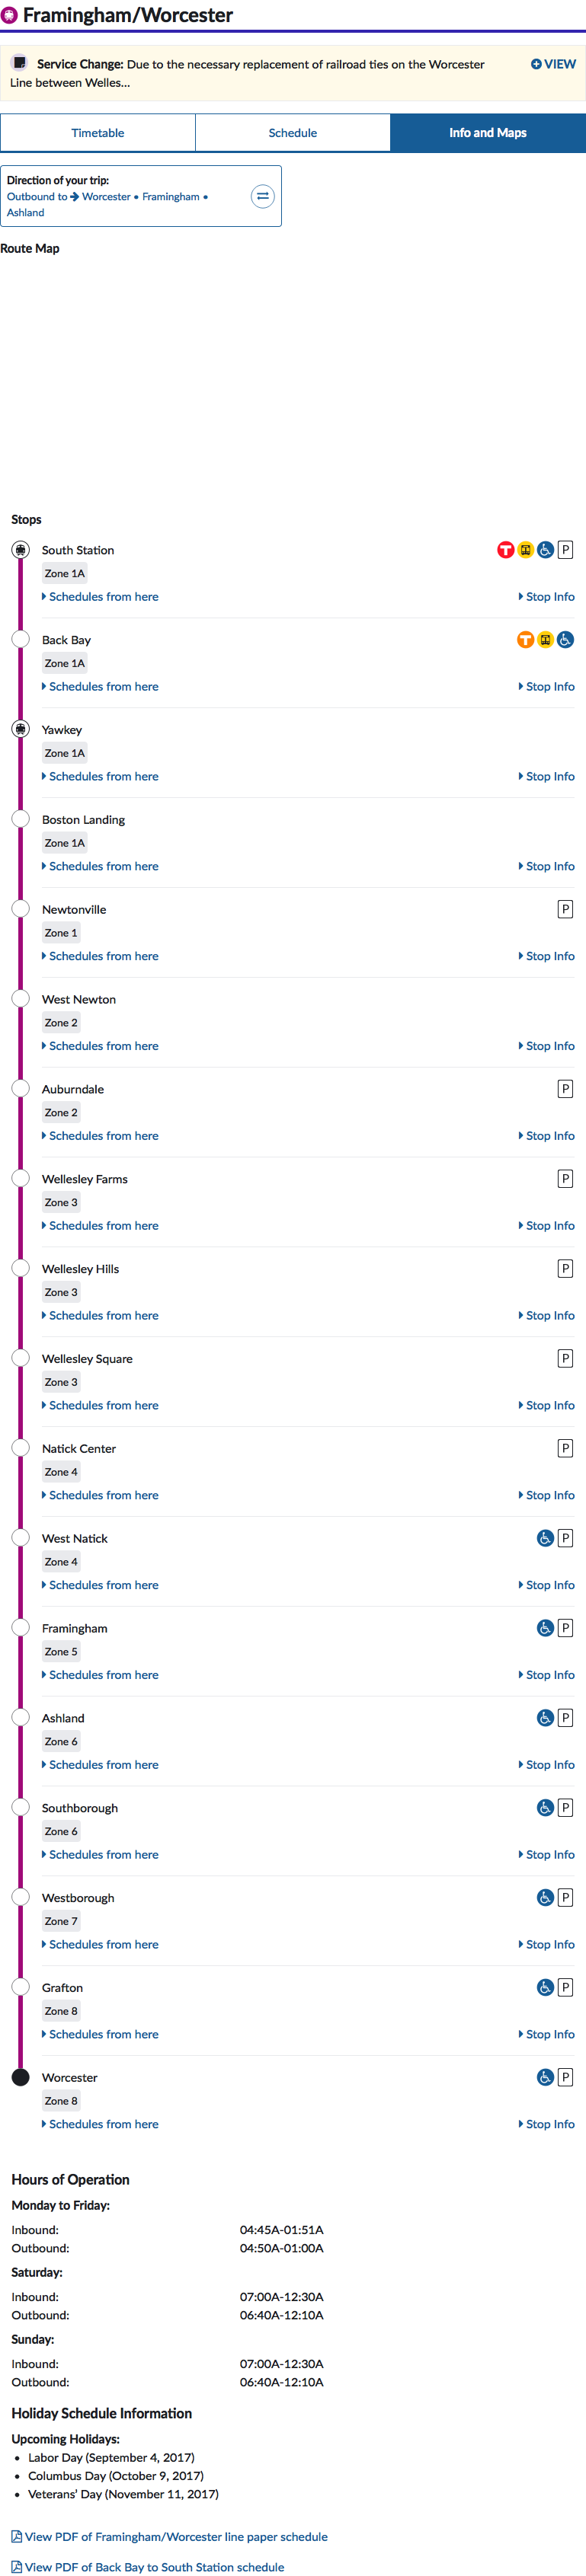 Framingham/Worcester
Service Change: Due to the necessary replacement of railroad ties on the Worcester
Line between Welles...
VIEW
Timetable
Schedule
Info and Maps
Direction of your trip:
Outbound to Worcester • Framingham •
Ashland
Route Map
Stops
South Station
T
P
Zone 1A
Schedules from here
Stop Info
Back Bay
T
Zone 1A
Schedules from here
Stop Info
Yawkey
Zone 1A
Schedules from here
Stop Info
Boston Landing
Zone 1A
Schedules from here
Stop Info
Newtonville
P
Zone 1
Schedules from here
Stop Info
West Newton
Zone 2
Schedules from here
Stop Info
Auburndale
P
Zone 2
Schedules from here
Stop Info
Wellesley Farms
P
Zone 3
Schedules from here
Stop Info
Wellesley Hills
P
Zone 3
Schedules from here
Stop Info
Wellesley Square
P
Zone 3
Schedules from here
Stop Info
Natick Center
P
Zone 4
Schedules from here
Stop Info
West Natick
P
Zone 4
Schedules from here
Stop Info
Framingham
P
Zone 5
Schedules from here
Stop Info
Ashland
P
Zone 6
Schedules from here
Stop Info
Southborough
P
Zone 6
Schedules from here
Stop Info
Westborough
P
Zone 7
Schedules from here
Stop Info
Grafton
P
Zone 8
Schedules from here
Stop Info
Worcester
P
Zone 8
Schedules from here
Stop Info
Hours of Operation
Monday to Friday:
Inbound: 04:45A-01:51A
Outbound: 04:50A-01:00A
Saturday:
Inbound: 07:00A-12:30A
Outbound: 06:40A-12:10A
Sunday:
Inbound: 07:00A-12:30A
Outbound: 06:40A-12:10A
Holiday Schedule Information
Upcoming Holidays:
• Labor Day (September 4, 2017)
• Columbus Day (October 9, 2017)
• Veterans' Day (November 11, 2017)
View PDF of Framingham/Worcester line paper schedule
View PDF of Back Bay to South Station schedule